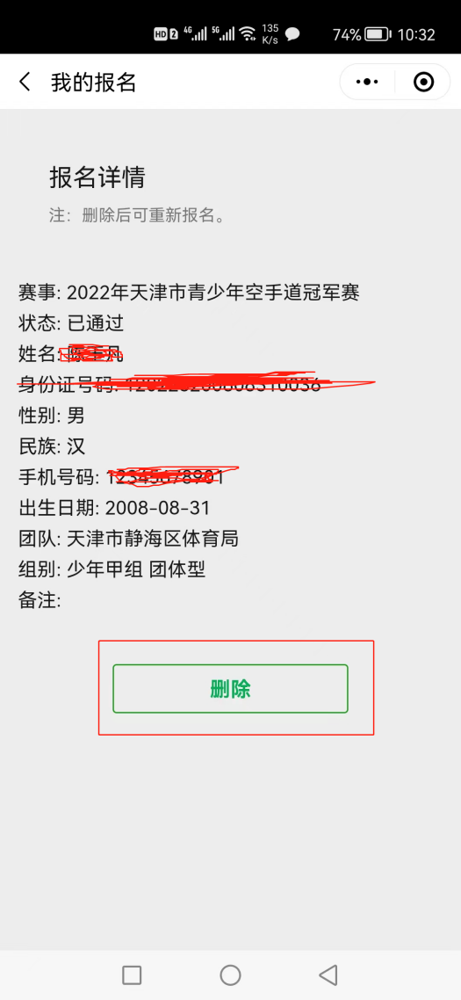 HD 2 4G 5G 135 K/s 74% 10:32
我的报名
报名详情
注：删除后可重新报名。
赛事: 2022年天津市青少年空手道冠军赛
状态: 已通过
姓名:
身份证号码:
性别: 男
民族: 汉
手机号码:
出生日期: 2008-08-31
团队: 天津市静海区体育局
组别: 少年甲组 团体型
备注:
删除